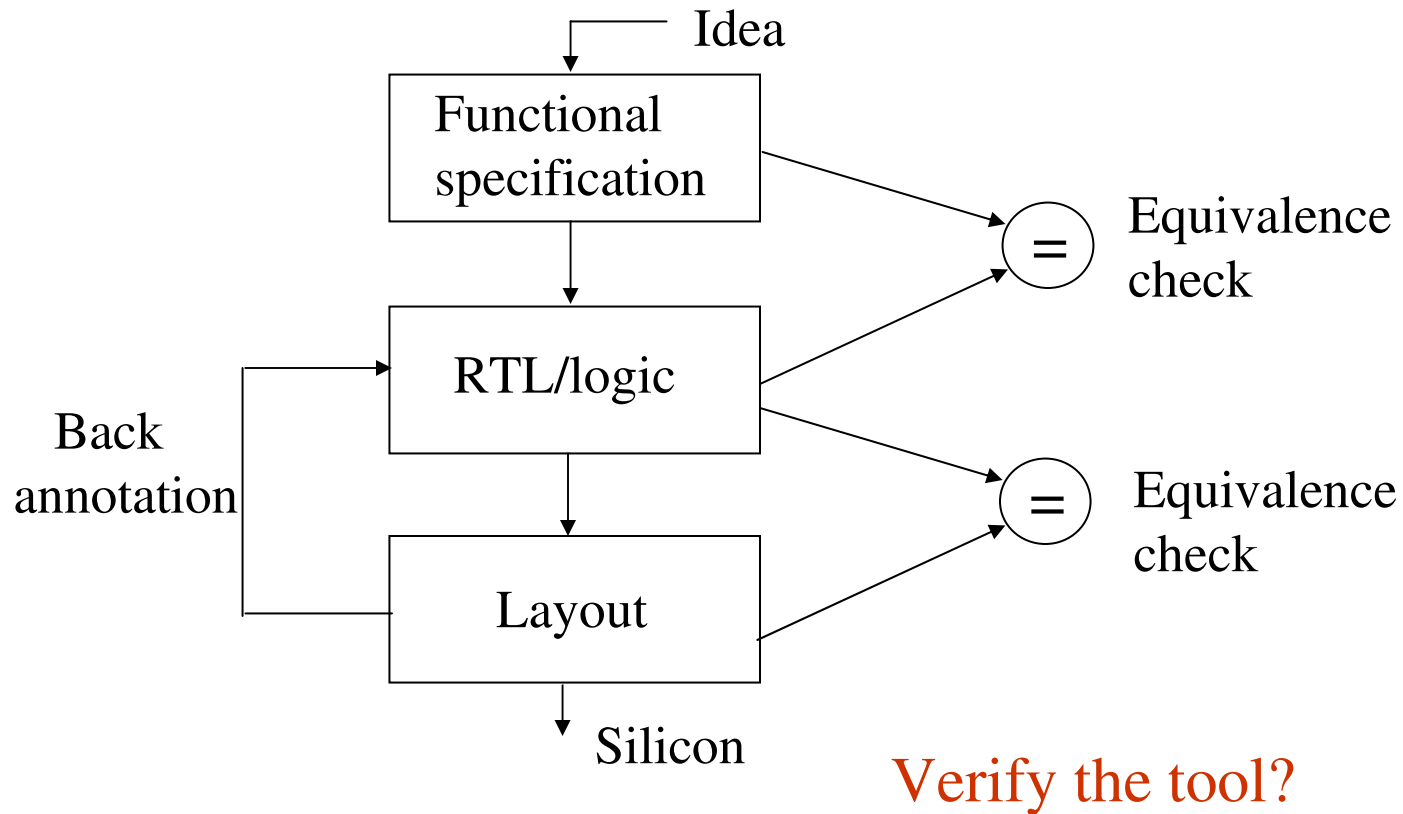 Idea
Functional
specification
=
Equivalence
check
RTL/logic
Back
annotation
=
Equivalence
check
Layout
Silicon
Verify the tool?